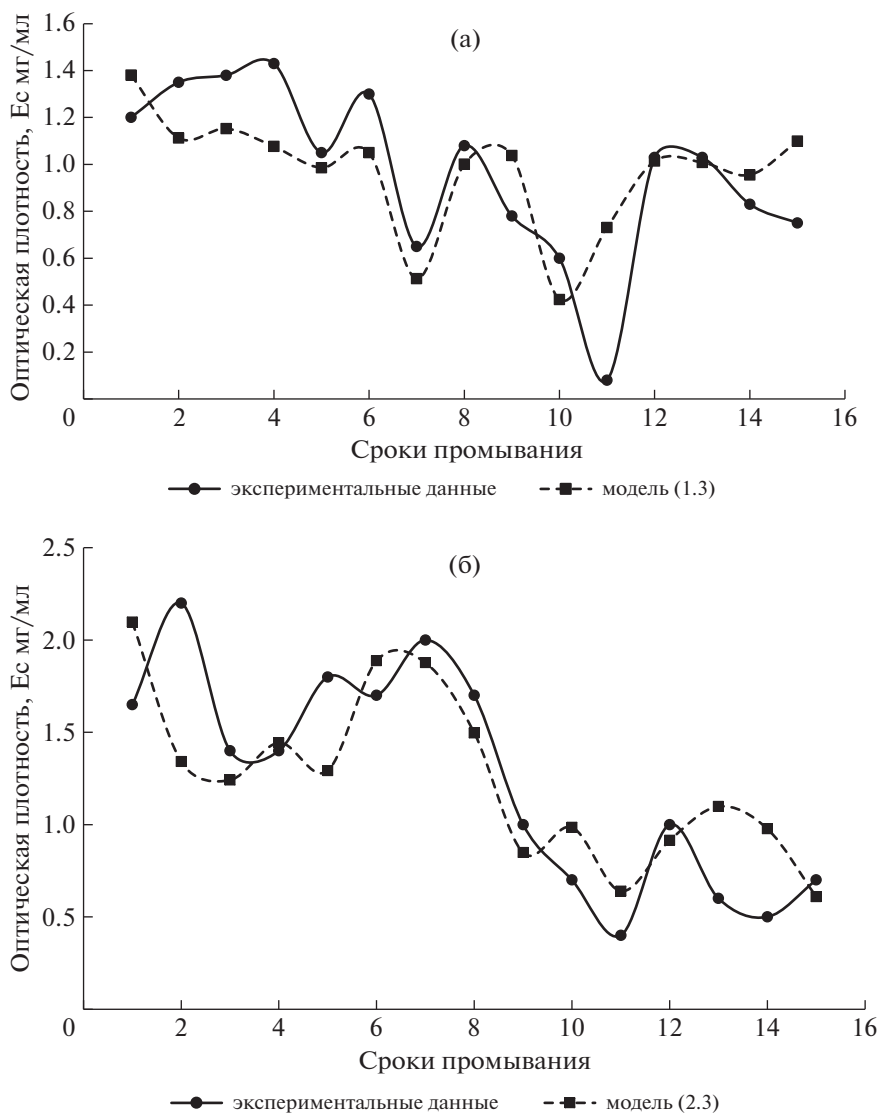 1.6
(а)
1.4
1.2
1.0
0.8
0.6
0.4
0.2
0 2 4 6 8 10 12 14 16
Оптическая плотность, Ес мг/мл
Сроки промывания
экспериментальные данные модель (1.3)
2.5
(б)
2.0
1.5
1.0
0.5
0 2 4 6 8 10 12 14 16
Оптическая плотность, Ес мг/мл
Сроки промывания
экспериментальные данные модель (2.3)